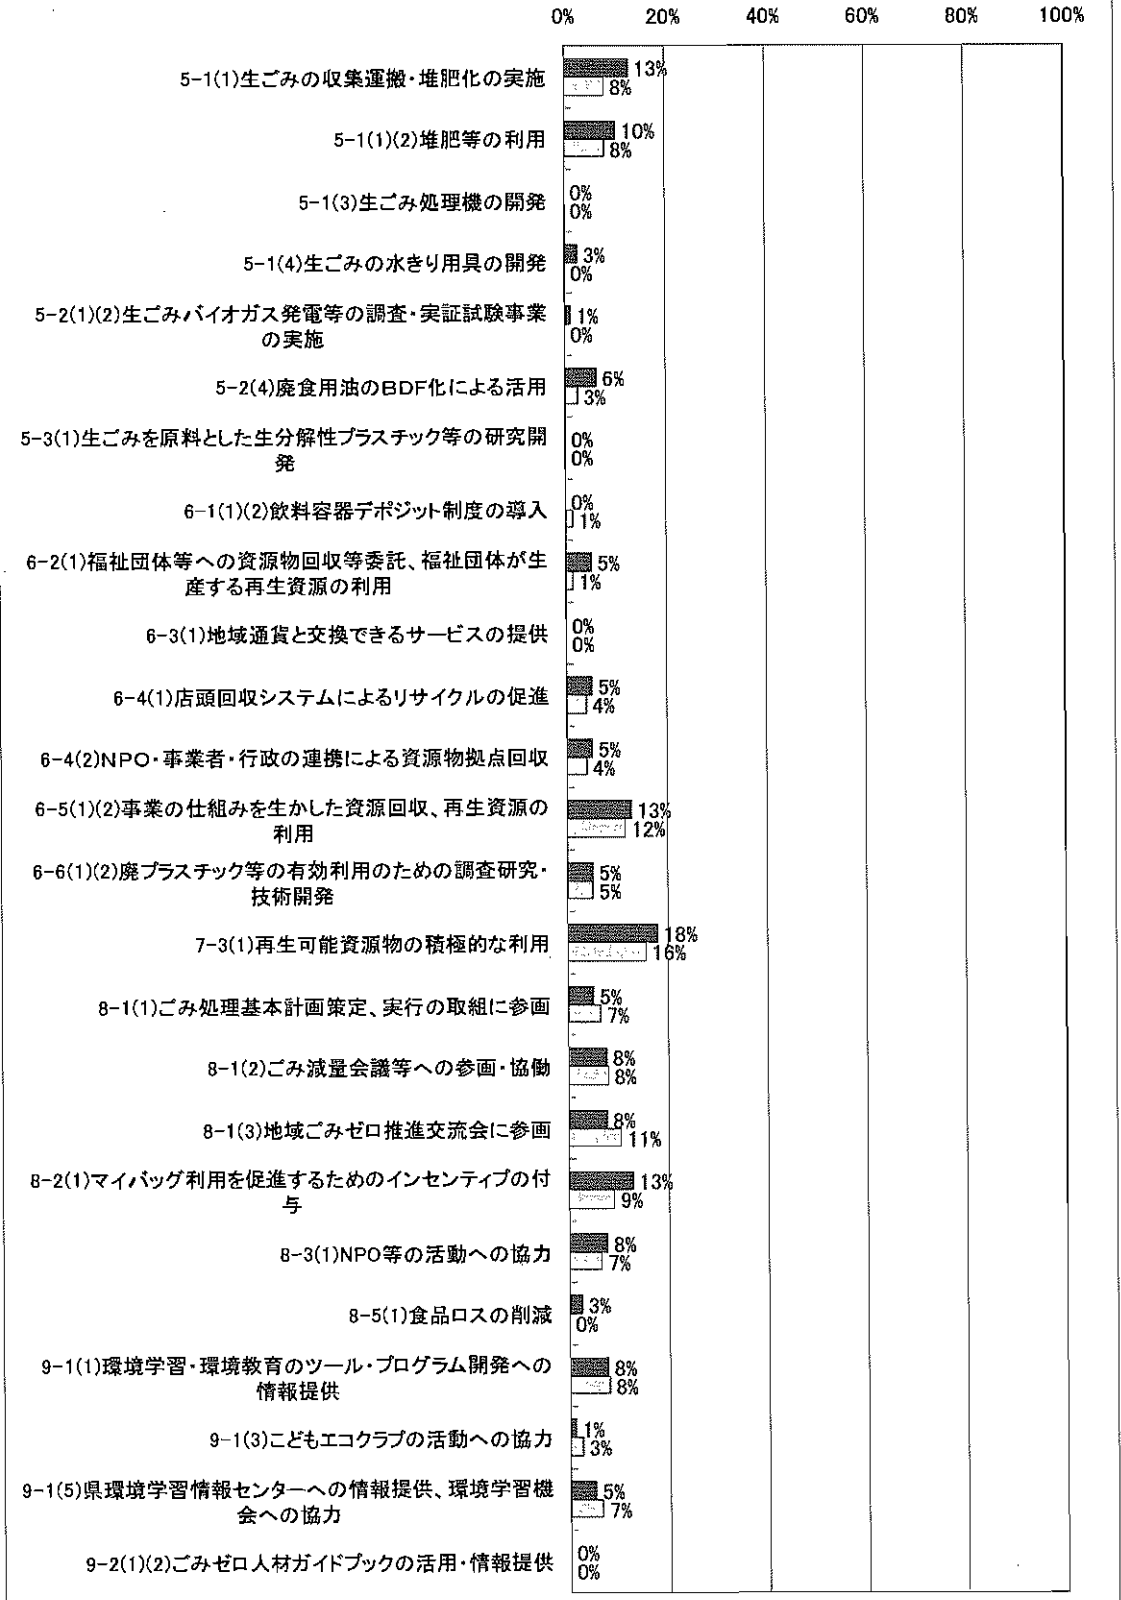 0% 20% 40% 60% 80% 100%
5-1(1)生ごみの収集運搬・堆肥化の実施
13%
8%
5-1(1)(2)堆肥等の利用
10%
8%
5-1(3)生ごみ処理機の開発
0%
0%
5-1(4)生ごみの水きり用具の開発
3%
0%
5-2(1)(2)生ごみバイオガス発電等の調査・実証試験事業
の実施
1%
0%
5-2(4)廃食用油のBDF化による活用
6%
3%
5-3(1)生ごみを原料とした生分解性プラスチック等の研究開
発
0%
0%
6-1(1)(2)飲料容器デポジット制度の導入
0%
1%
6-2(1)福祉団体等への資源物回収等委託、福祉団体が生
産する再生資源の利用
5%
1%
6-3(1)地域通貨と交換できるサービスの提供
0%
0%
6-4(1)店頭回収システムによるリサイクルの促進
5%
4%
6-4(2)NPO・事業者・行政の連携による資源物拠点回収
5%
4%
6-5(1)(2)事業の仕組みを生かした資源回収、再生資源の
利用
13%
12%
6-6(1)(2)廃プラスチック等の有効利用のための調査研究・
技術開発
5%
5%
7-3(1)再生可能資源物の積極的な利用
18%
16%
8-1(1)ごみ処理基本計画策定、実行の取組に参画
5%
7%
8-1(2)ごみ減量会議等への参画・協働
8%
8%
8-1(3)地域ごみゼロ推進交流会に参画
8%
11%
8-2(1)マイバッグ利用を促進するためのインセンティブの付
与
13%
9%
8-3(1)NPO等の活動への協力
8%
7%
8-5(1)食品ロスの削減
3%
0%
9-1(1)環境学習・環境教育のツール・プログラム開発への
情報提供
8%
8%
9-1(3)こどもエコクラブの活動への協力
1%
3%
9-1(5)県環境学習情報センターへの情報提供、環境学習機
会への協力
5%
7%
9-2(1)(2)ごみゼロ人材ガイドブックの活用・情報提供
0%
0%